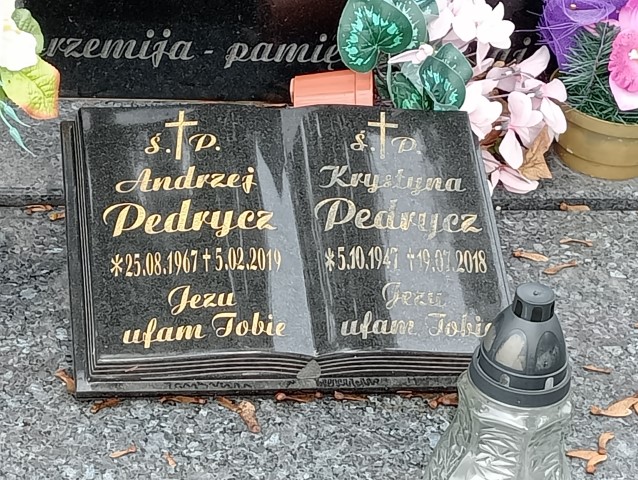 rzemija - pamię
Ś. P.
Andrzej
Pedrycz
*25.08.1967 † 5.02.2019
Jezu
ufam Tobie
Ś. P.
Krystyna
Pedrycz
*5.10.1947 †19.07.2018
Jezu
ufam Tobie